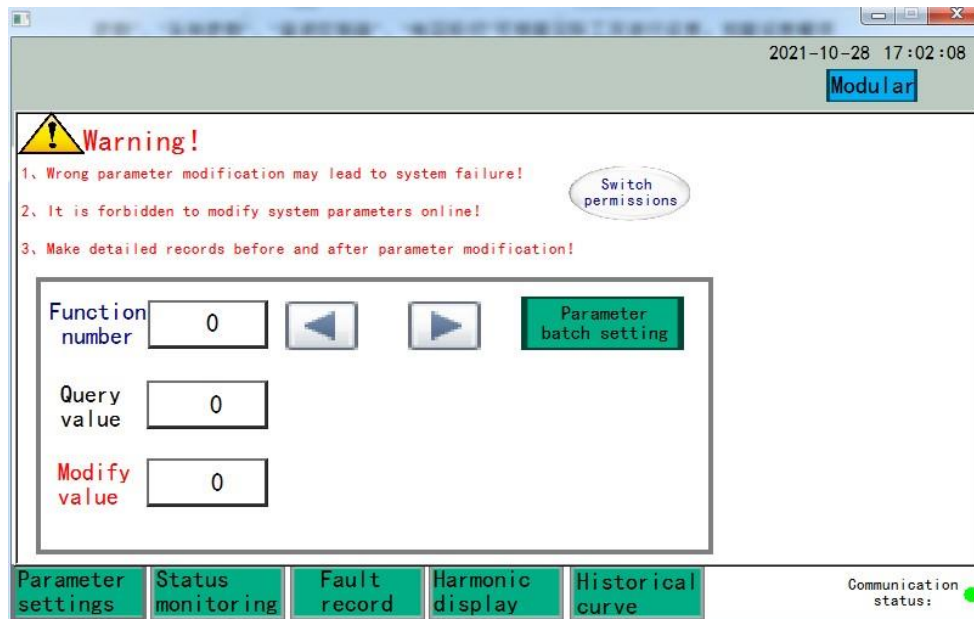 2021-10-28 17:02:08
Modular
Warning!
1、Wrong parameter modification may lead to system failure!
2、It is forbidden to modify system parameters online!
3、Make detailed records before and after parameter modification!
Switch
permissions
Function
number
0
Parameter
batch setting
Query
value
0
Modify
value
0
Parameter
settings
Status
monitoring
Fault
record
Harmonic
display
Historical
curve
Communication
status: